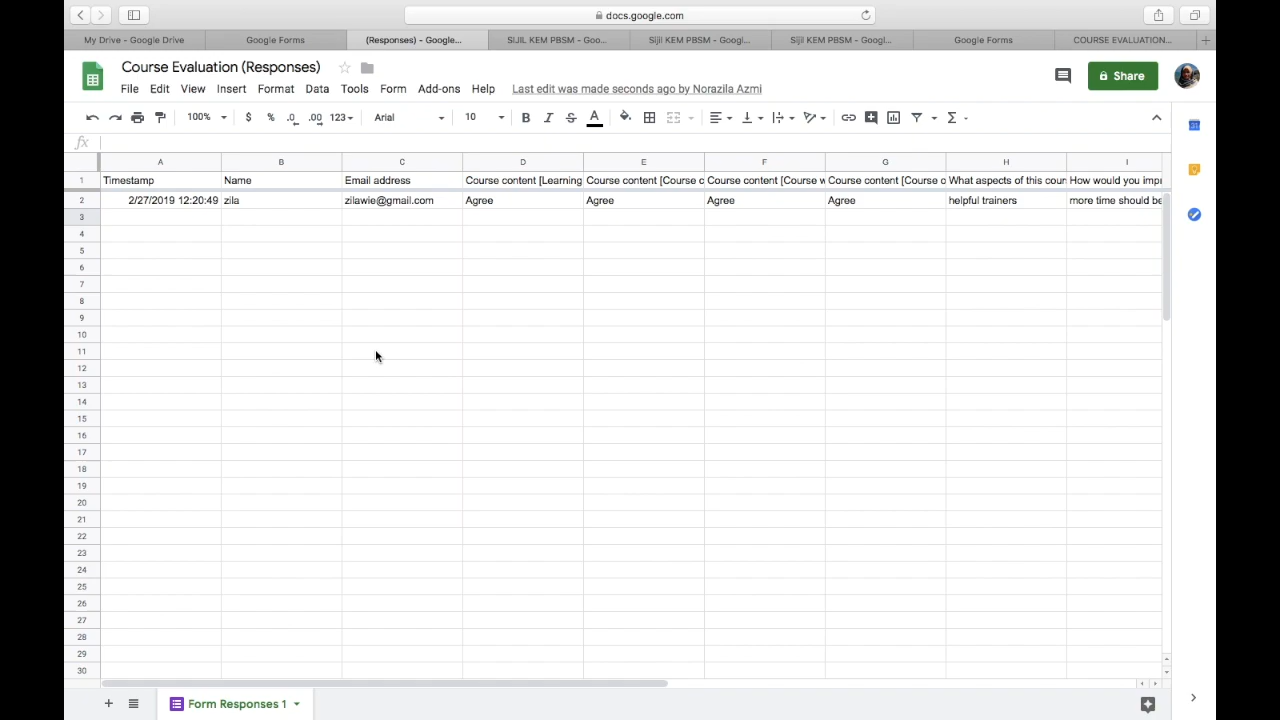 docs.google.com
My Drive - Google Drive
Google Forms
(Responses) - Google...
SIJIL KEM PBSM - Goo...
Sijil KEM PBSM - Googl...
Sijil KEM PBSM - Googl...
Google Forms
COURSE EVALUATION...
Course Evaluation (Responses)
File Edit View Insert Format Data Tools Form Add-ons Help Last edit was made seconds ago by Norazila Azmi
Share
100% $ % .0 .00 123 Arial 10 B I S A Σ
fx
A B C D E F G H I
1 Timestamp Name Email address Course content [Learning Course content [Course c Course content [Course w Course content [Course o What aspects of this cour How would you impr
2 2/27/2019 12:20:49 zila zilawie@gmail.com Agree Agree Agree Agree helpful trainers more time should be
3
4
5
6
7
8
9
10
11
12
13
14
15
16
17
18
19
20
21
22
23
24
25
26
27
28
29
30
Form Responses 1